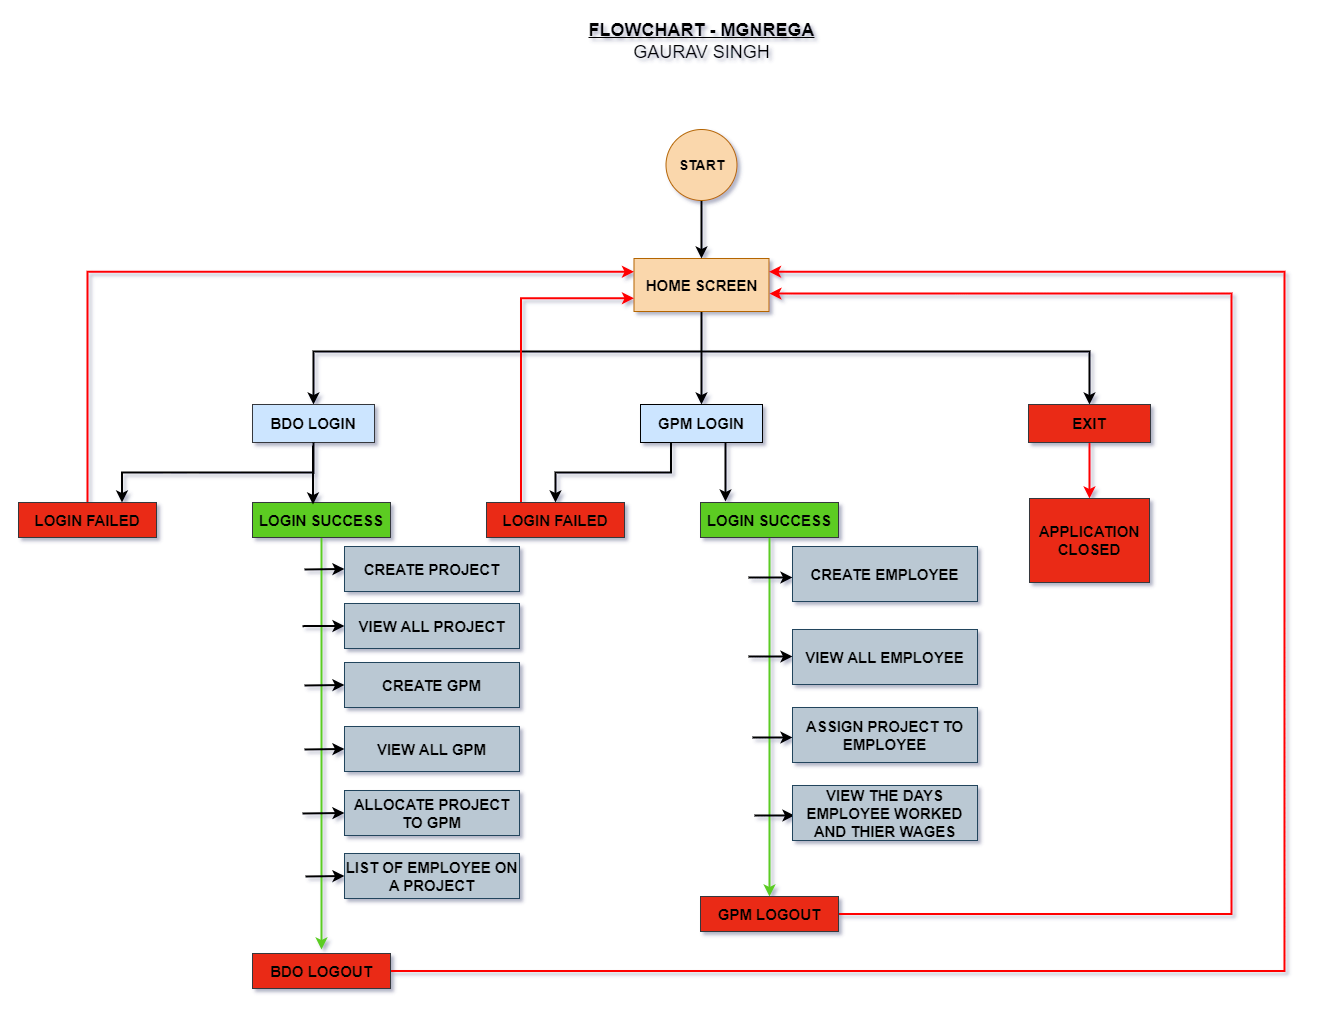 FLOWCHART - MGNREGA
GAURAV SINGH
START
HOME SCREEN
BDO LOGIN
GPM LOGIN
EXIT
LOGIN FAILED
LOGIN SUCCESS
LOGIN FAILED
LOGIN SUCCESS
APPLICATION
CLOSED
CREATE PROJECT
VIEW ALL PROJECT
CREATE GPM
VIEW ALL GPM
ALLOCATE PROJECT
TO GPM
LIST OF EMPLOYEE ON
A PROJECT
BDO LOGOUT
CREATE EMPLOYEE
VIEW ALL EMPLOYEE
ASSIGN PROJECT TO
EMPLOYEE
VIEW THE DAYS
EMPLOYEE WORKED
AND THIER WAGES
GPM LOGOUT